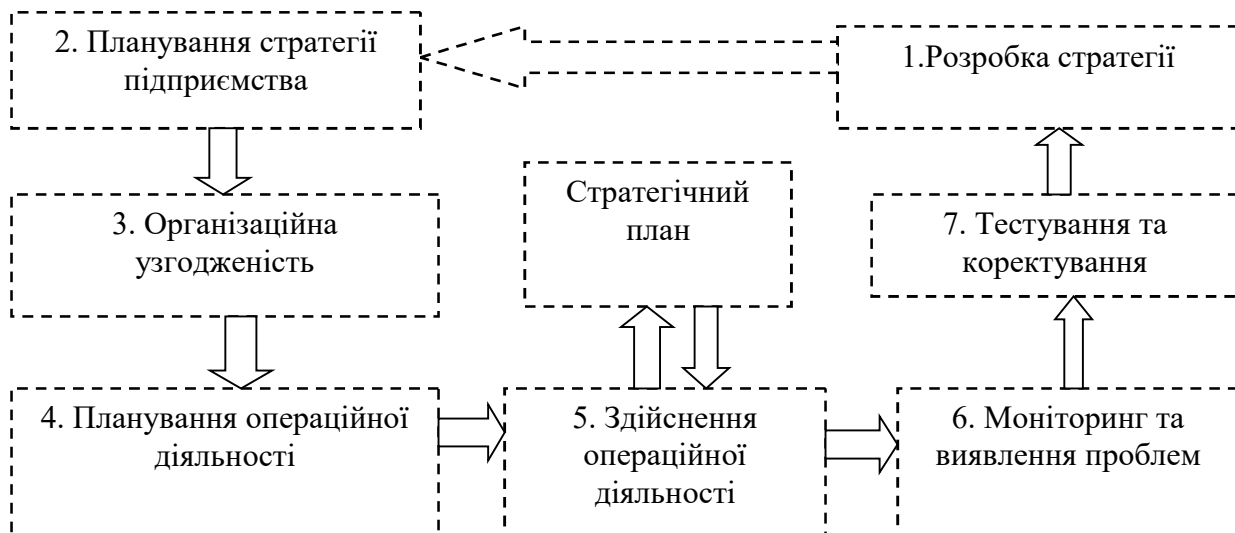 2. Планування стратегії
підприємства
1.Розробка стратегії
3. Організаційна
узгодженість
Стратегічний
план
7. Тестування та
коректування
4. Планування операційної
діяльності
5. Здійснення
операційної
діяльності
6. Моніторинг та
виявлення проблем